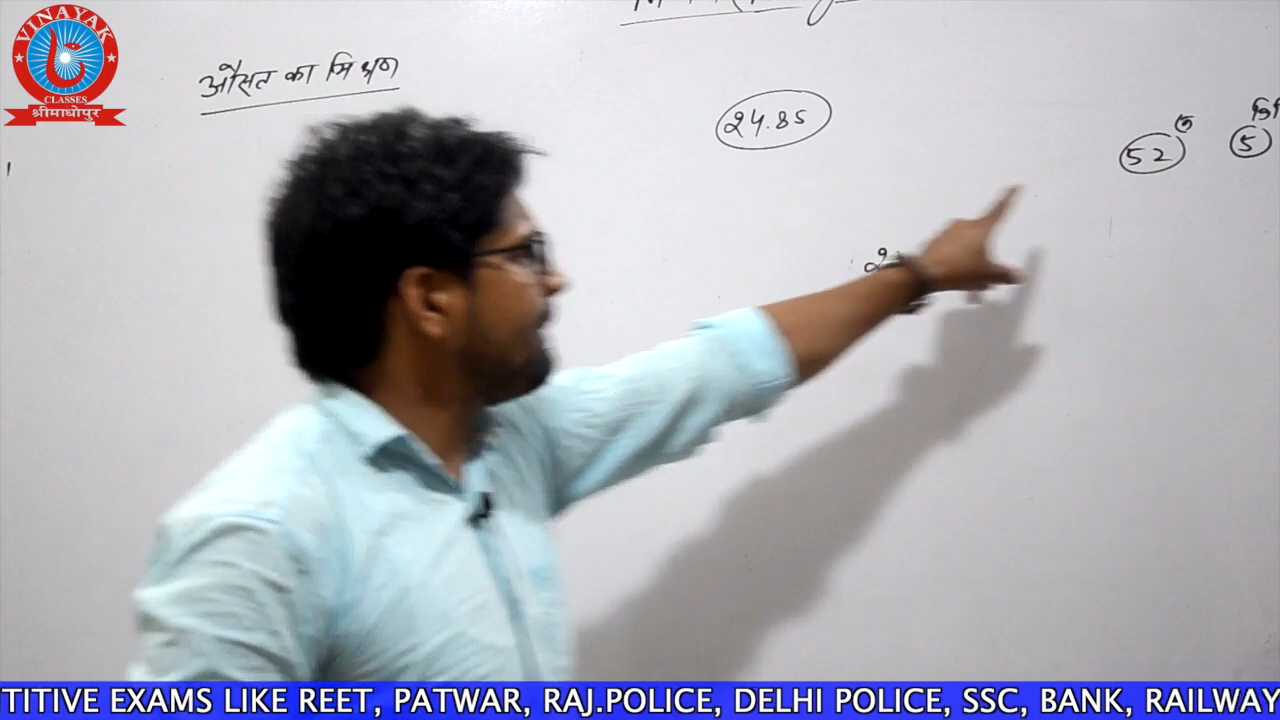 VINAYAK
CLASSES
श्रीमाधोपुर
औसत का मिश्रण
24.85
52
5
2
TITIVE EXAMS LIKE REET, PATWAR, RAJ.POLICE, DELHI POLICE, SSC, BANK, RAILWAY